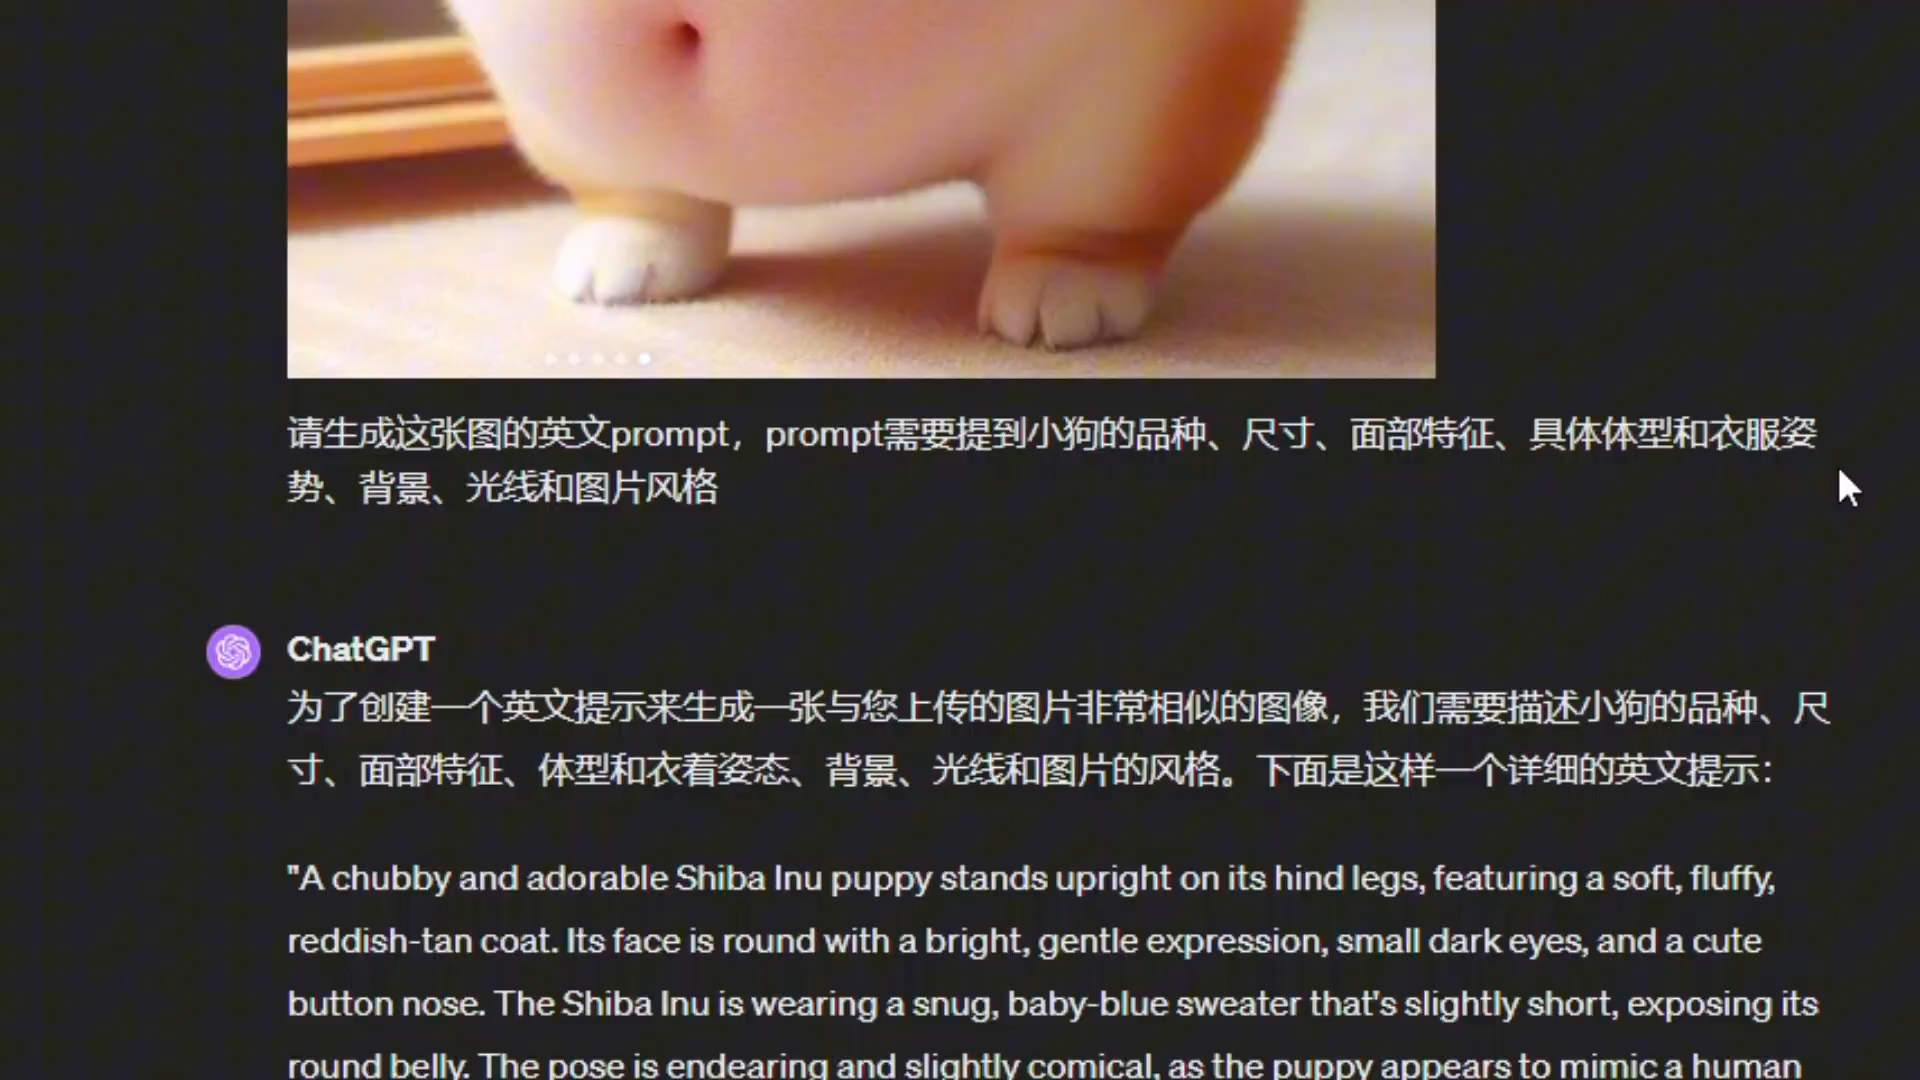 请生成这张图的英文prompt，prompt需要提到小狗的品种、尺寸、面部特征、具体体型和衣服姿
势、背景、光线和图片风格
ChatGPT
为了创建一个英文提示来生成一张与您上传的图片非常相似的图像，我们需要描述小狗的品种、尺
寸、面部特征、体型和衣着姿态、背景、光线和图片的风格。下面是这样一个详细的英文提示：
"A chubby and adorable Shiba Inu puppy stands upright on its hind legs, featuring a soft, fluffy,
reddish-tan coat. Its face is round with a bright, gentle expression, small dark eyes, and a cute
button nose. The Shiba Inu is wearing a snug, baby-blue sweater that's slightly short, exposing its
round belly. The pose is endearing and slightly comical, as the puppy appears to mimic a human